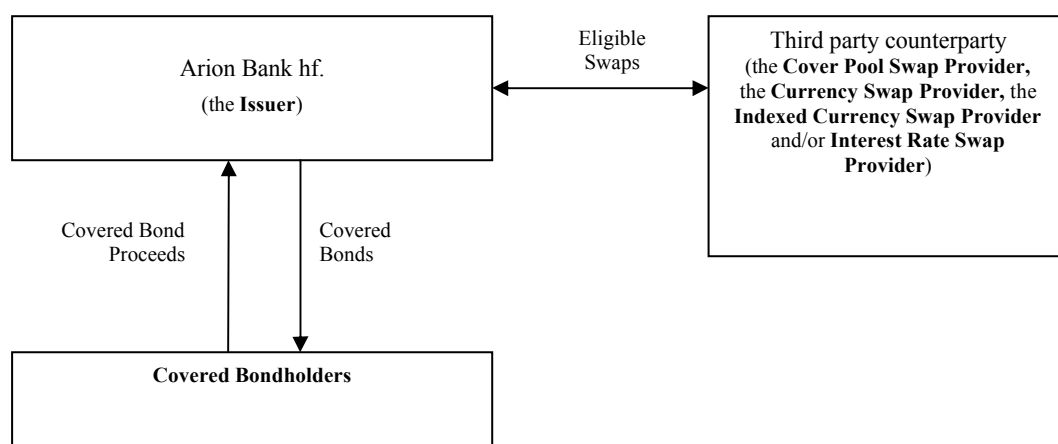 Arion Bank hf.
(the Issuer)
Eligible
Swaps
Third party counterparty
(the Cover Pool Swap Provider,
the Currency Swap Provider, the
Indexed Currency Swap Provider
and/or Interest Rate Swap
Provider)
Covered Bond
Proceeds
Covered
Bonds
Covered Bondholders